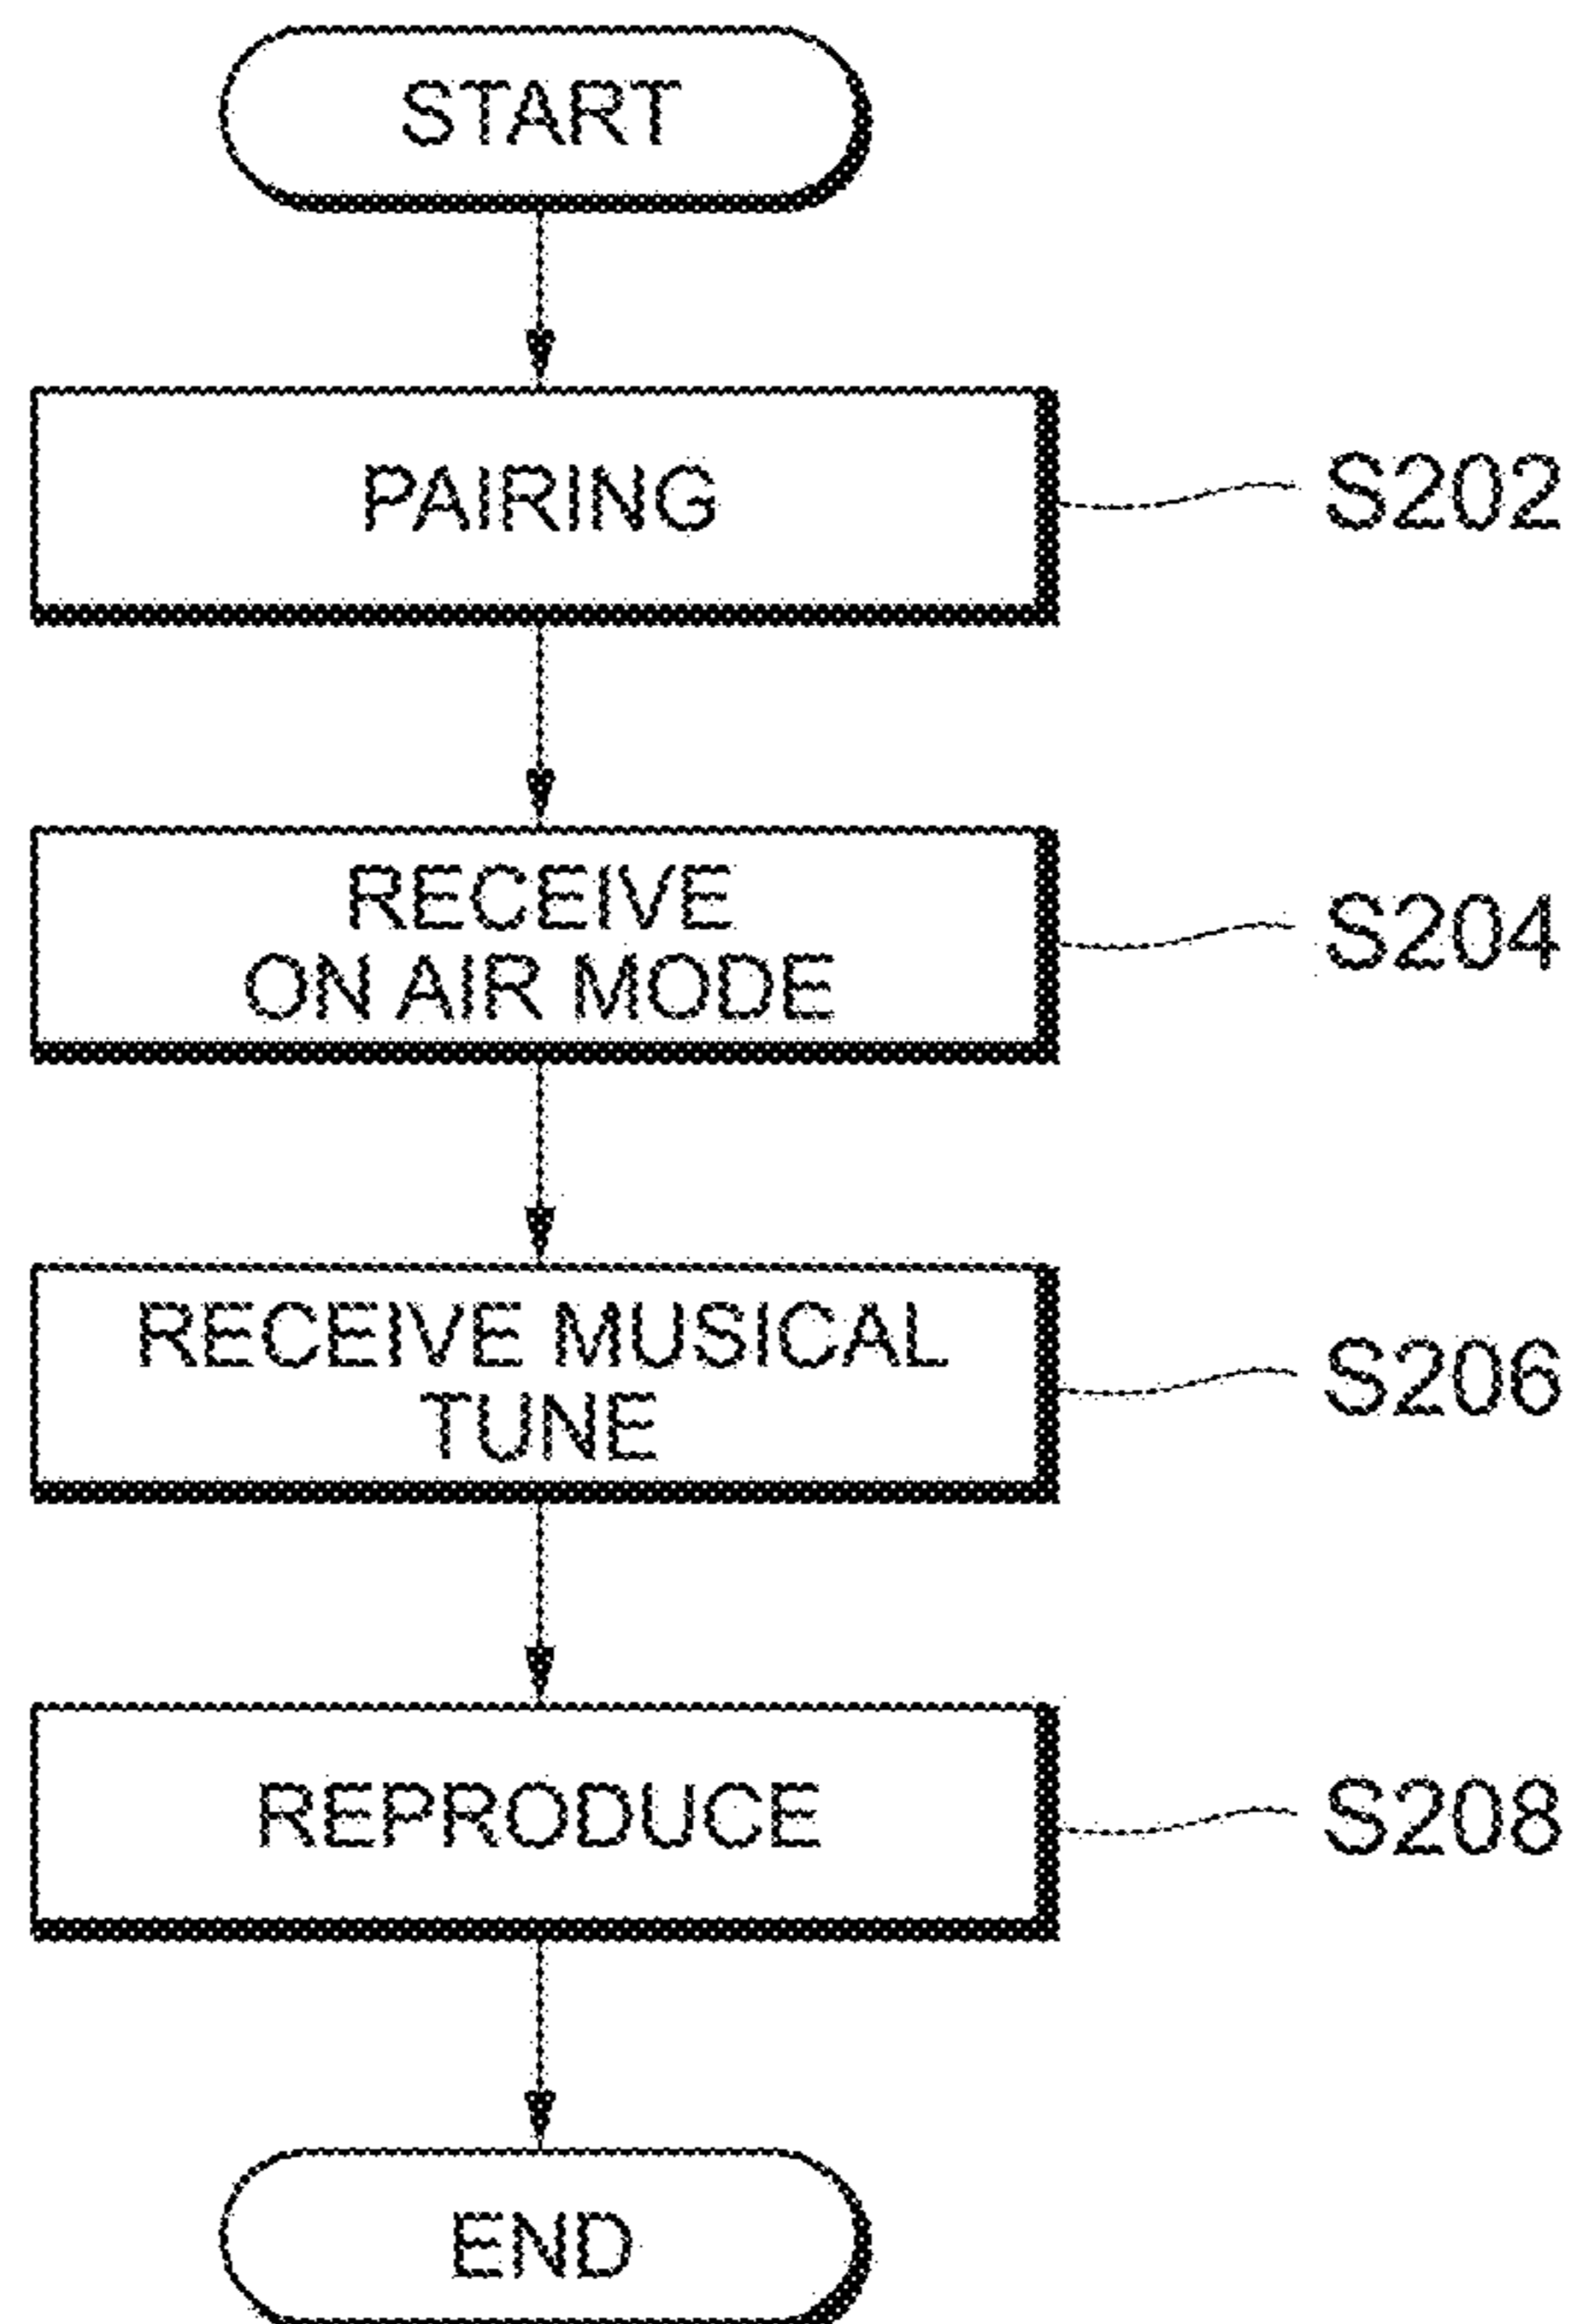 START
PAIRING
S202
RECEIVE
ON AIR MODE
S204
RECEIVE MUSICAL
TUNE
S206
REPRODUCE
S208
END